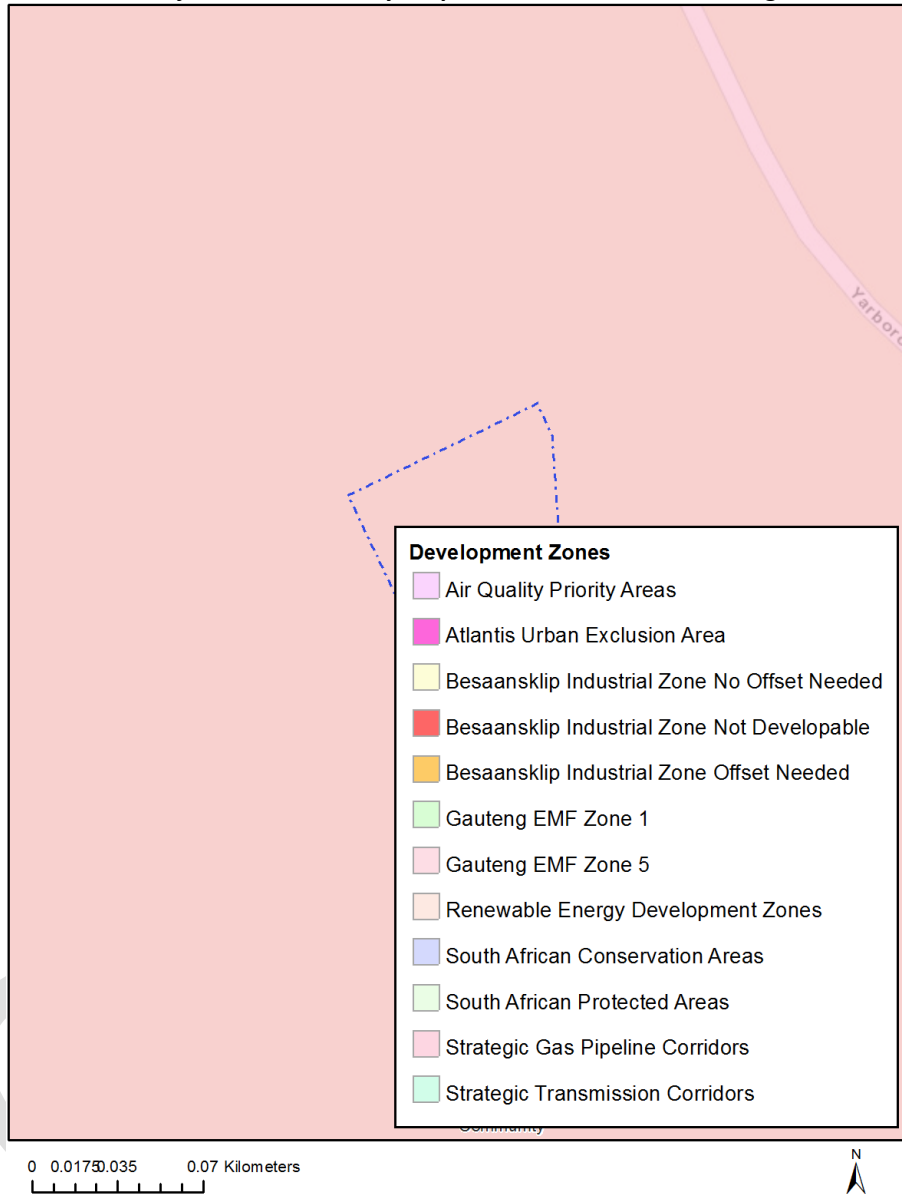 Development Zones
Air Quality Priority Areas
Atlantis Urban Exclusion Area
Besaansklip Industrial Zone No Offset Needed
Besaansklip Industrial Zone Not Developable
Besaansklip Industrial Zone Offset Needed
Gauteng EMF Zone 1
Gauteng EMF Zone 5
Renewable Energy Development Zones
South African Conservation Areas
South African Protected Areas
Strategic Gas Pipeline Corridors
Strategic Transmission Corridors
0 0.0175 0.035 0.07 Kilometers
N